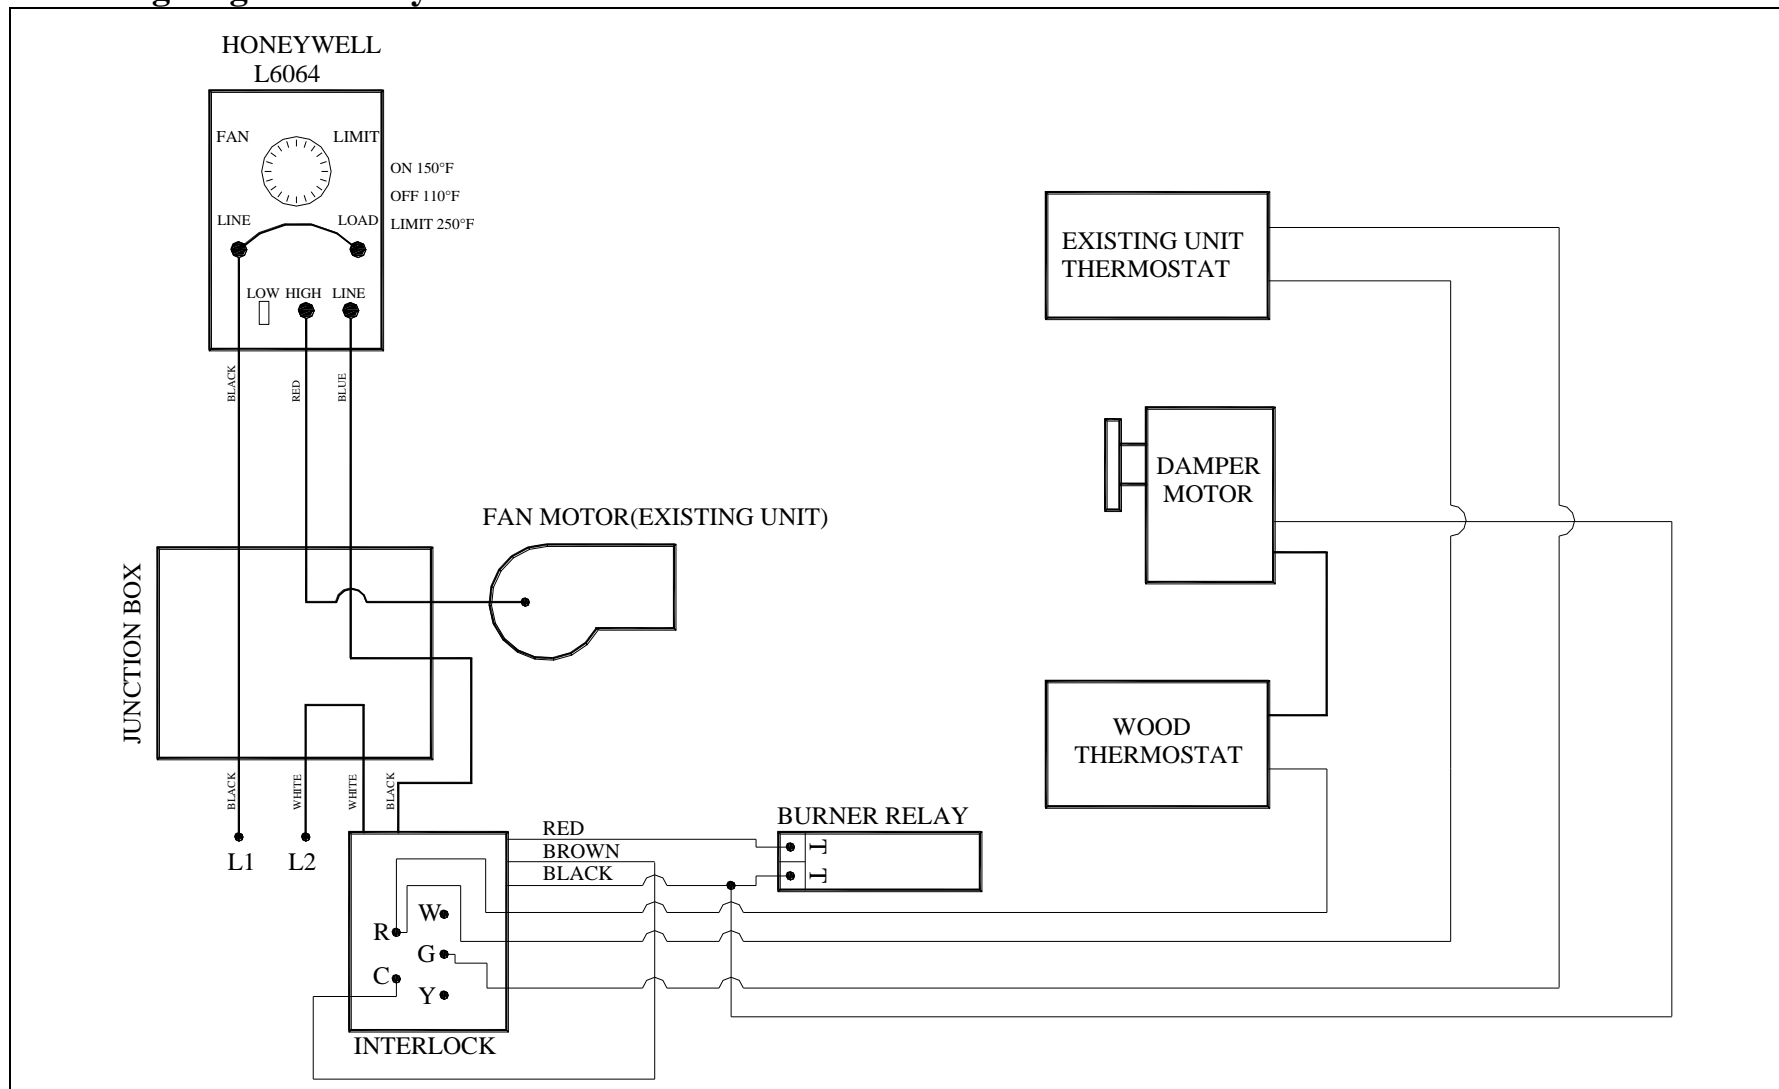 HONEYWELL
L6064
FAN
LIMIT
ON 150°F
OFF 110°F
LIMIT 250°F
LINE
LOAD
LOW
HIGH
LINE
BLACK
RED
BLUE
EXISTING UNIT
THERMOSTAT
DAMPER
MOTOR
FAN MOTOR(EXISTING UNIT)
JUNCTION BOX
WOOD
THERMOSTAT
BLACK
WHITE
WHITE
BLACK
L1
L2
BURNER RELAY
RED
BROWN
BLACK
T
T
W
R
G
C
Y
INTERLOCK